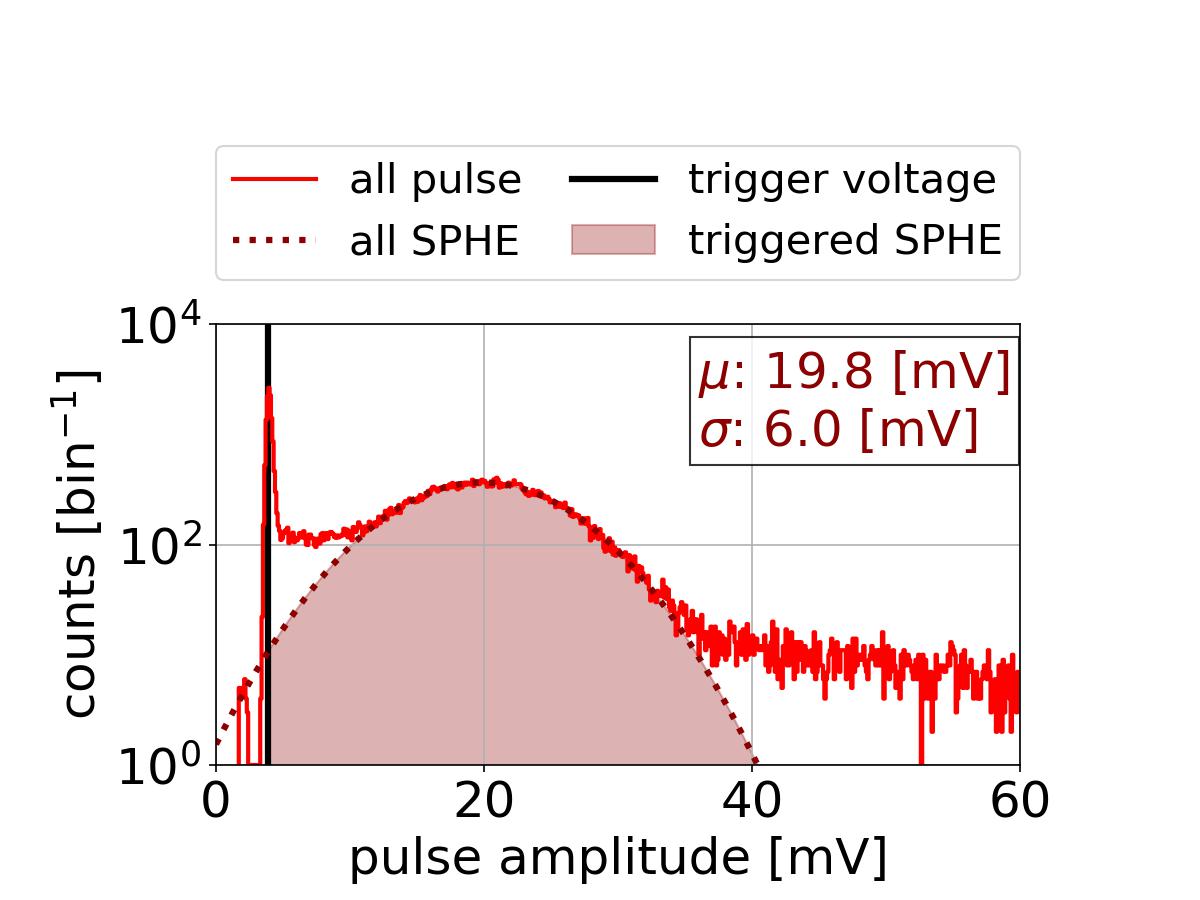 all pulse
trigger voltage
all SPHE
triggered SPHE
10⁴
10²
10⁰
counts [bin⁻¹]
μ: 19.8 [mV]
σ: 6.0 [mV]
0
20
40
60
pulse amplitude [mV]